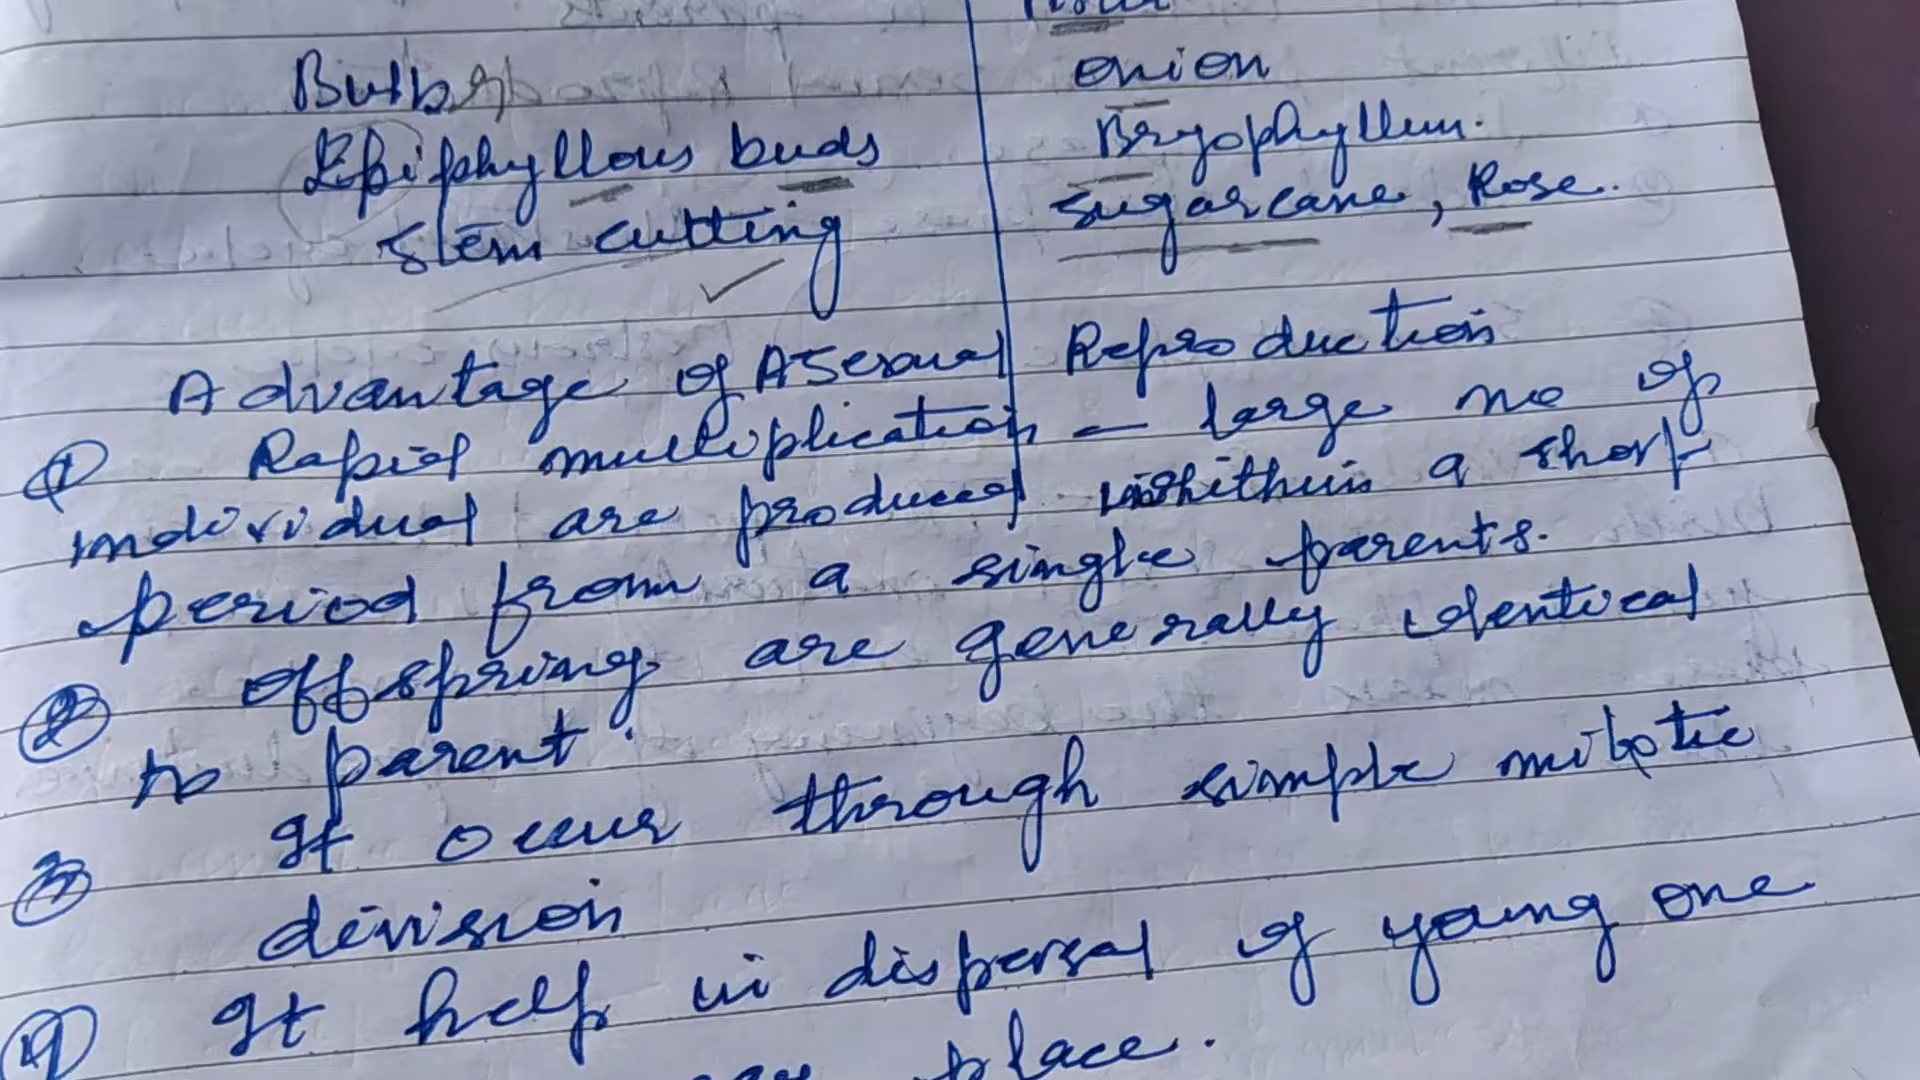 Bulbs onion
Epiphyllous buds Bryophyllum.
Stem cutting sugarcane, Rose.
Advantage of ASexual Reproduction
① Rapid multiplication – large no of
individual are produced within a short
period from a single parents.
② offspring are generally identical
to parent.
③ It occur through simple mitotic
division
④ It help in dispersal of young one
place.